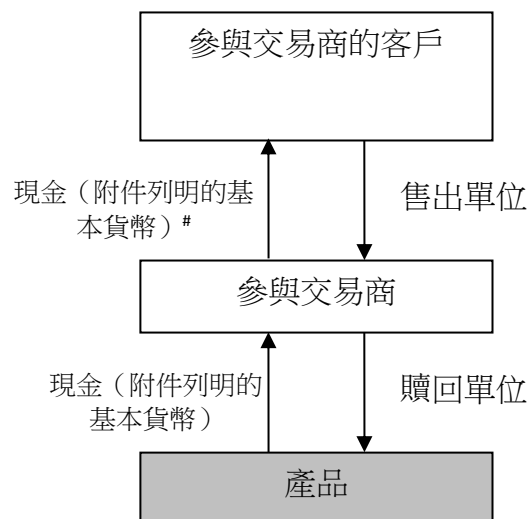 參與交易商的客戶
現金（附件列明的基
本貨幣）#
售出單位
參與交易商
現金（附件列明的
基本貨幣）
贖回單位
產品